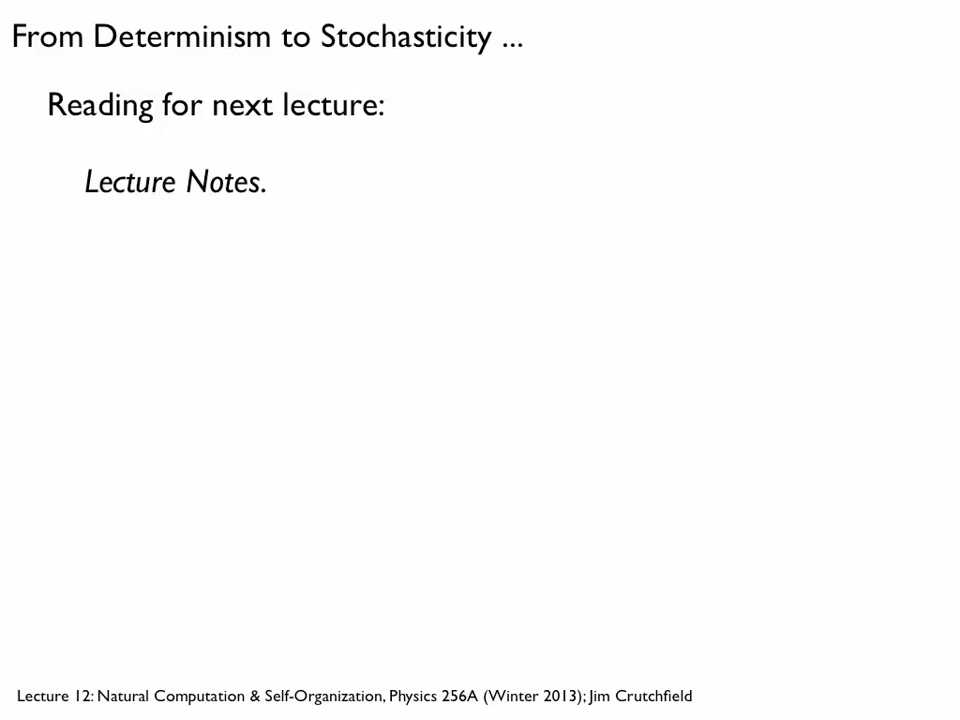 From Determinism to Stochasticity ...
Reading for next lecture:
Lecture Notes.
Lecture 12: Natural Computation & Self-Organization, Physics 256A (Winter 2013); Jim Crutchfield